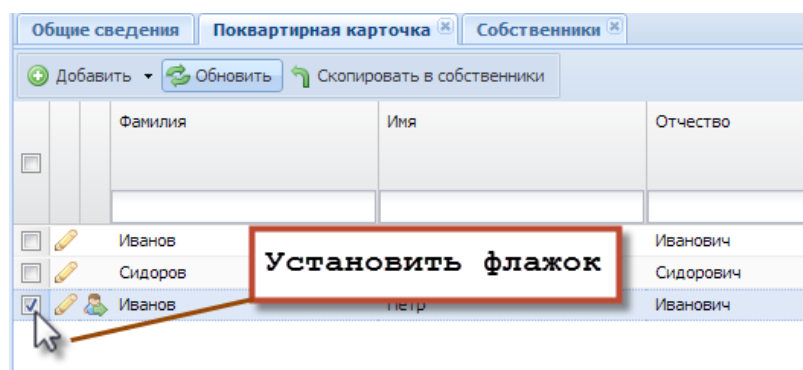 Общие сведения Поквартирная карточка Собственники
Добавить Обновить Скопировать в собственники
Фамилия Имя Отчество
Иванов Иванович
Сидоров Сидорович
Установить флажок
Иванов Петр Иванович